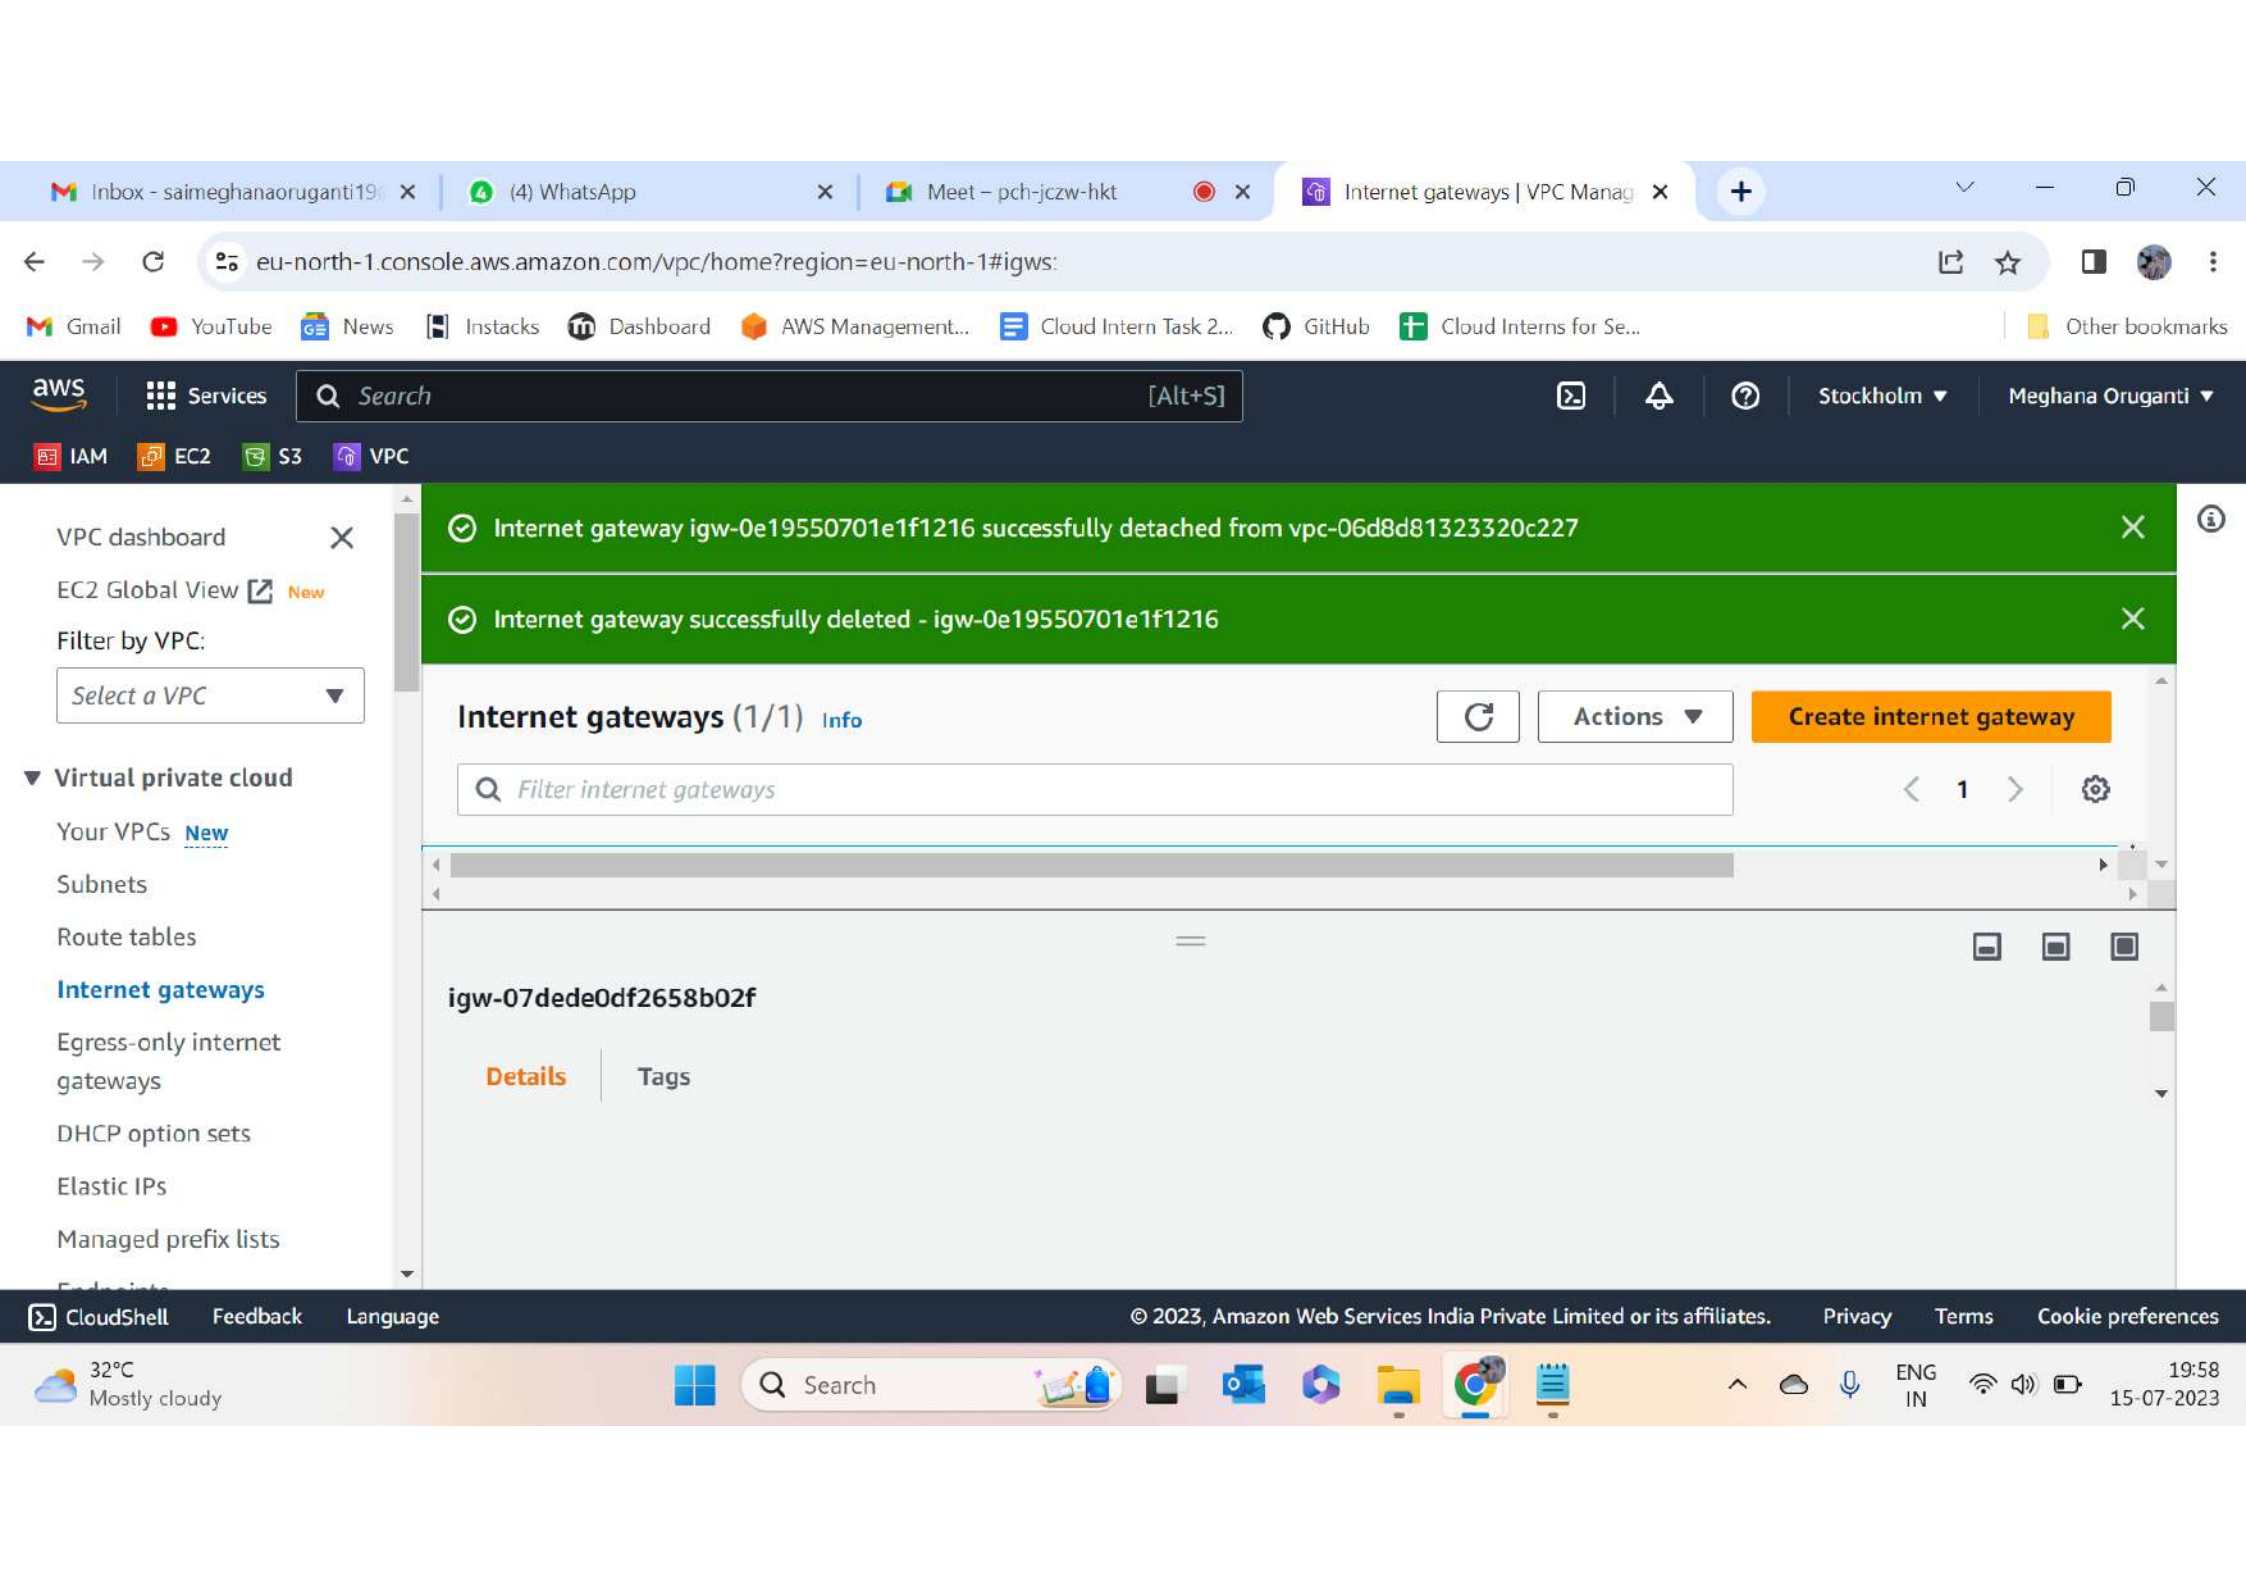 Inbox - saimeghanaoruganti19
(4) WhatsApp
Meet – pch-jczw-hkt
Internet gateways | VPC Manag
eu-north-1.console.aws.amazon.com/vpc/home?region=eu-north-1#igws:
Gmail YouTube News Instacks Dashboard AWS Management... Cloud Intern Task 2... GitHub Cloud Interns for Se... Other bookmarks
aws Services Search [Alt+S] Stockholm Meghana Oruganti
IAM EC2 S3 VPC
VPC dashboard
EC2 Global View New
Filter by VPC:
Select a VPC
Virtual private cloud
Your VPCs New
Subnets
Route tables
Internet gateways
Egress-only internet
gateways
DHCP option sets
Elastic IPs
Managed prefix lists
Internet gateway igw-0e19550701e1f1216 successfully detached from vpc-06d8d81323320c227
Internet gateway successfully deleted - igw-0e19550701e1f1216
Internet gateways (1/1) Info
Actions
Create internet gateway
Filter internet gateways
1
igw-07dede0df2658b02f
Details Tags
CloudShell Feedback Language © 2023, Amazon Web Services India Private Limited or its affiliates. Privacy Terms Cookie preferences
32°C
Mostly cloudy
Search
ENG
IN
19:58
15-07-2023